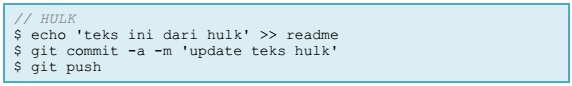 // HULK
$ echo 'teks ini dari hulk' >> readme
$ git commit -a -m 'update teks hulk'
$ git push